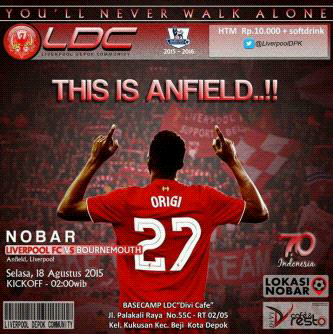 YOU'LL NEVER WALK ALONE
LDC
LIVERPOOL DEPOK COMMUNITY
2015 - 2016
HTM Rp.10.000 + softdrink
@LiverpoolDPK
THIS IS ANFIELD..!!
ORIGI
27
NOBAR
LIVERPOOL FC VS BOURNEMOUTH
Anfield, Liverpool
Selasa, 18 Agustus 2015
KICKOFF - 02:00wib
70
Indonesia
LOKASI
NOBAR
LIVERPOOL DEPOK COMMUNITY
BASECAMP LDC"Divi Cafe"
Jl. Palakali Raya No.55C - RT 02/05
Kel. Kukusan Kec. Beji Kota Depok
DIVI
cafe &
resto